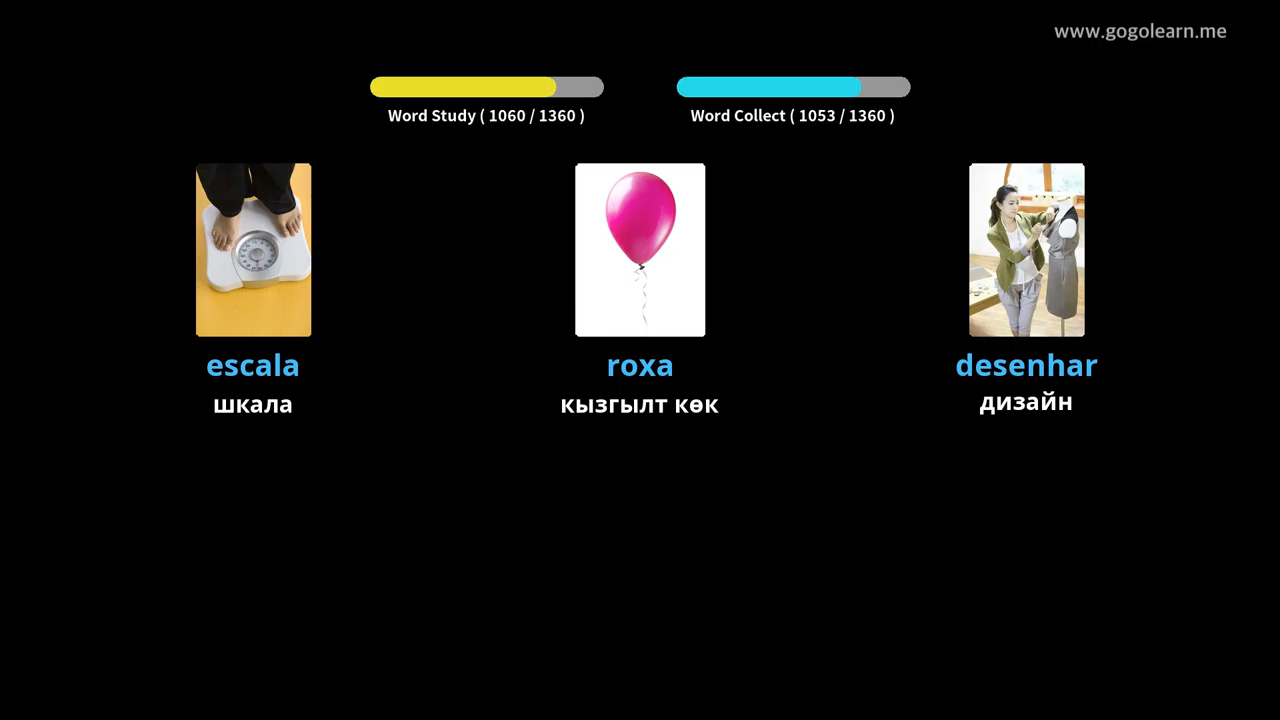 www.gogolearn.me
Word Study ( 1060 / 1360 )
Word Collect ( 1053 / 1360 )
escala
шкала
roxa
кызгылт көк
desenhar
дизайн